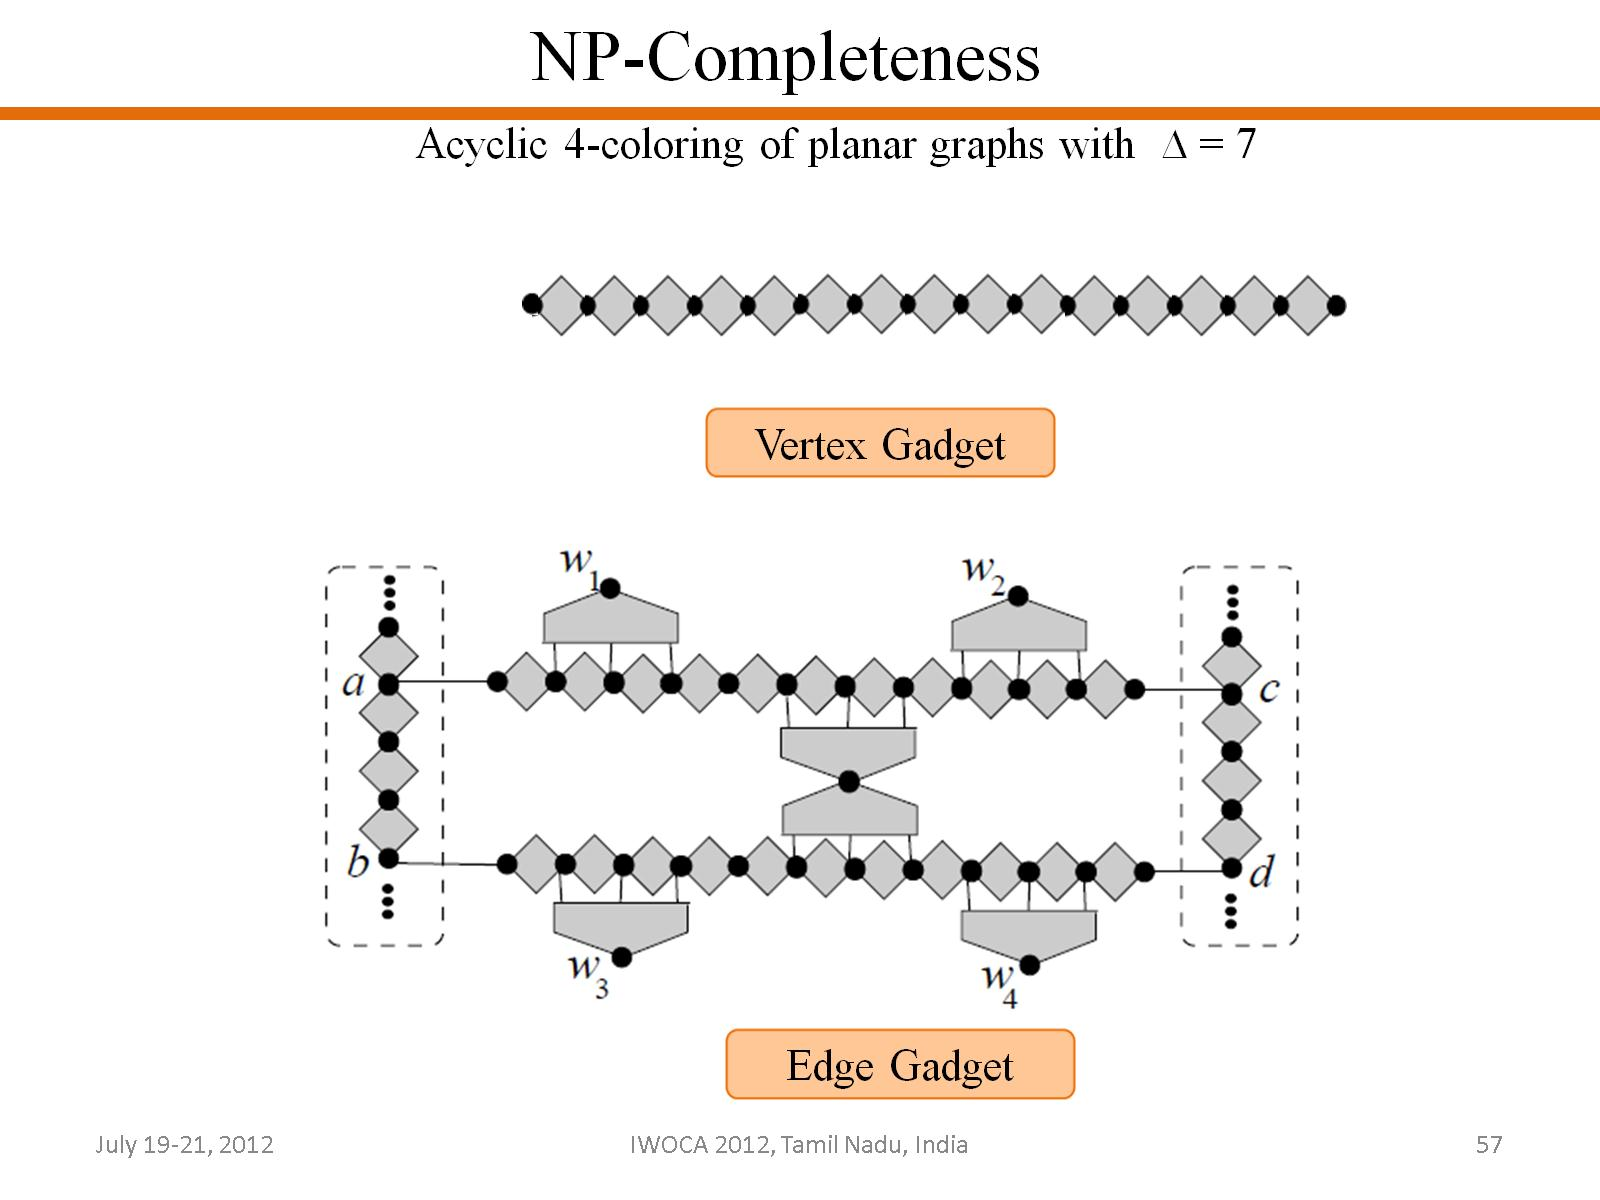 NP-Completeness
Acyclic 4-coloring of planar graphs with Δ = 7
Vertex Gadget
w1 w2
a c
b d
w3 w4
Edge Gadget
July 19-21, 2012 IWOCA 2012, Tamil Nadu, India 57